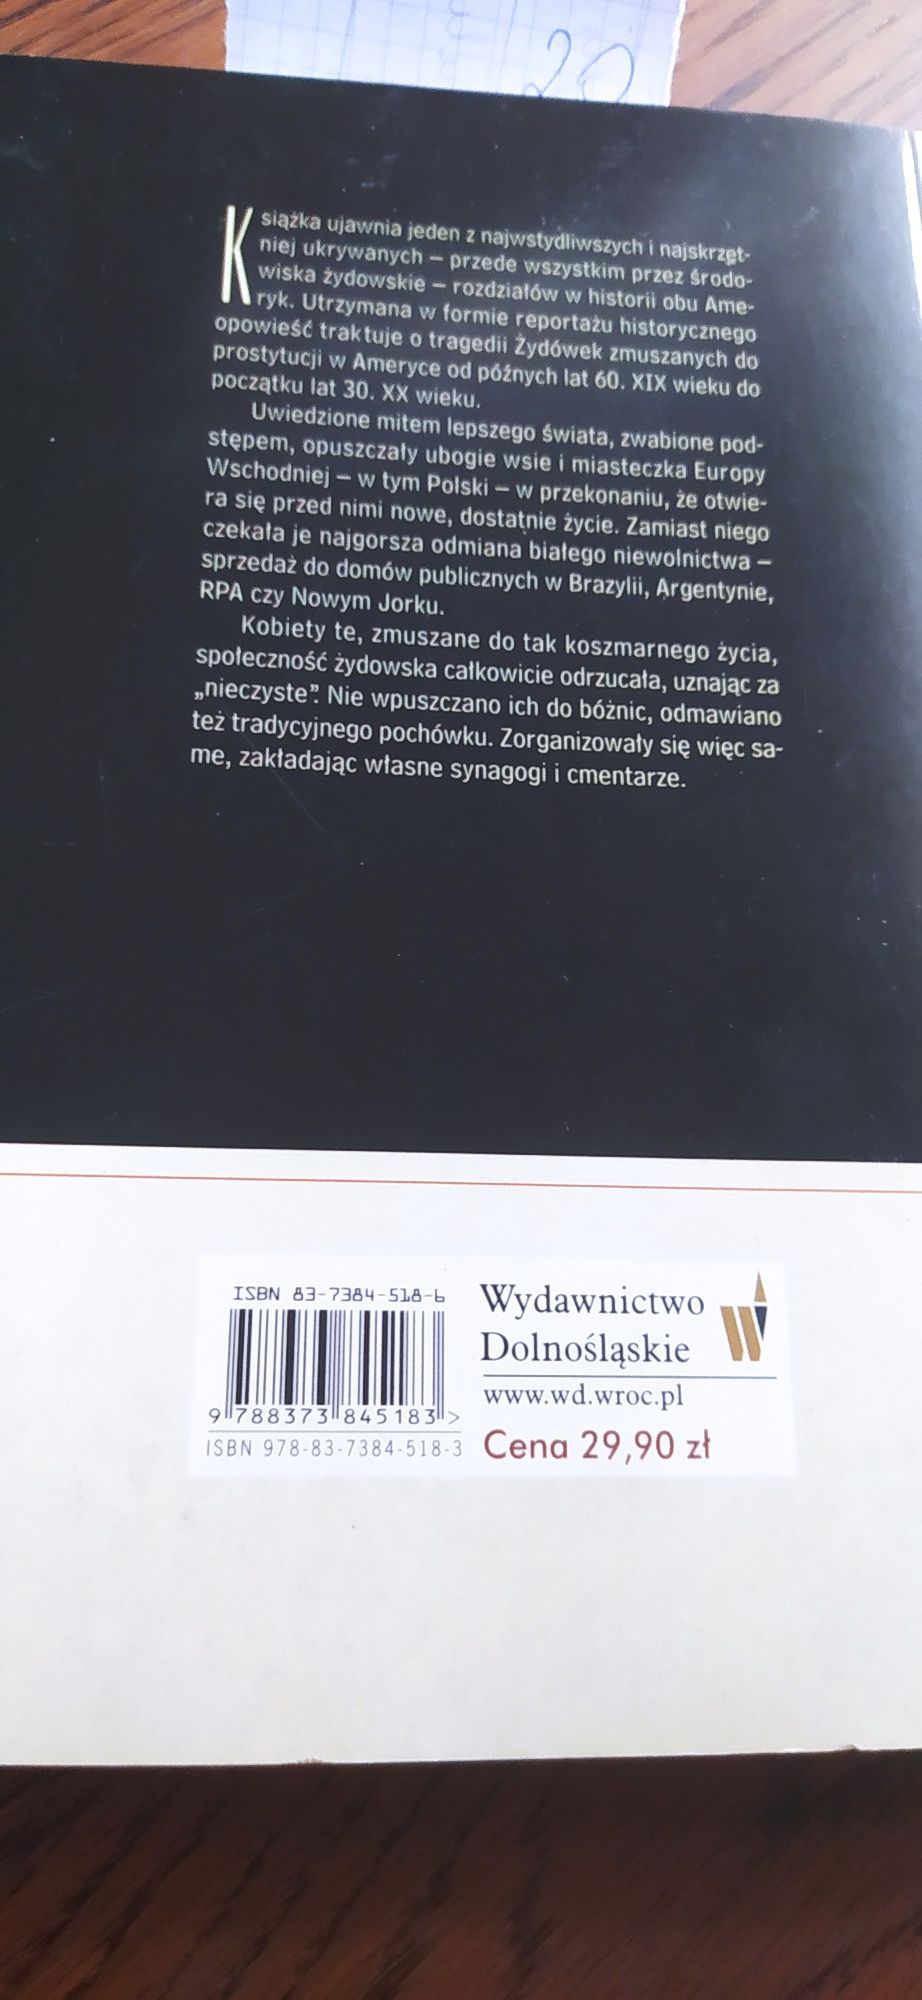 20
Książka ujawnia jeden z najwstydliwszych i najskrzęt-
niej ukrywanych – przede wszystkim przez środo-
wiska żydowskie – rozdziałów w historii obu Ame-
ryk. Utrzymana w formie reportażu historycznego
opowieść traktuje o tragedii Żydówek zmuszanych do
prostytucji w Ameryce od późnych lat 60. XIX wieku do
początku lat 30. XX wieku.
Uwiedzione mitem lepszego świata, zwabione pod-
stępem, opuszczały ubogie wsie i miasteczka Europy
Wschodniej – w tym Polski – w przekonaniu, że otwie-
ra się przed nimi nowe, dostatnie życie. Zamiast niego
czekała je najgorsza odmiana białego niewolnictwa –
sprzedaż do domów publicznych w Brazylii, Argentynie,
RPA czy Nowym Jorku.
Kobiety te, zmuszane do tak koszmarnego życia,
społeczność żydowska całkowicie odrzucała, uznając za
„nieczyste”. Nie wpuszczano ich do bóżnic, odmawiano
też tradycyjnego pochówku. Zorganizowały się więc sa-
me, zakładając własne synagogi i cmentarze.
ISBN 83-7384-518-6
9 788373 845183 >
ISBN 978-83-7384-518-3
Wydawnictwo
Dolnośląskie
www.wd.wroc.pl
Cena 29,90 zł